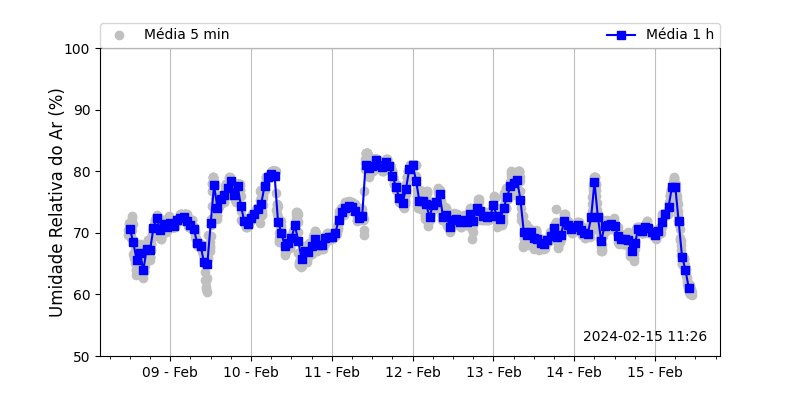 Média 5 min
Média 1 h
Umidade Relativa do Ar (%)
100
90
80
70
60
50
2024-02-15 11:26
09 - Feb
10 - Feb
11 - Feb
12 - Feb
13 - Feb
14 - Feb
15 - Feb